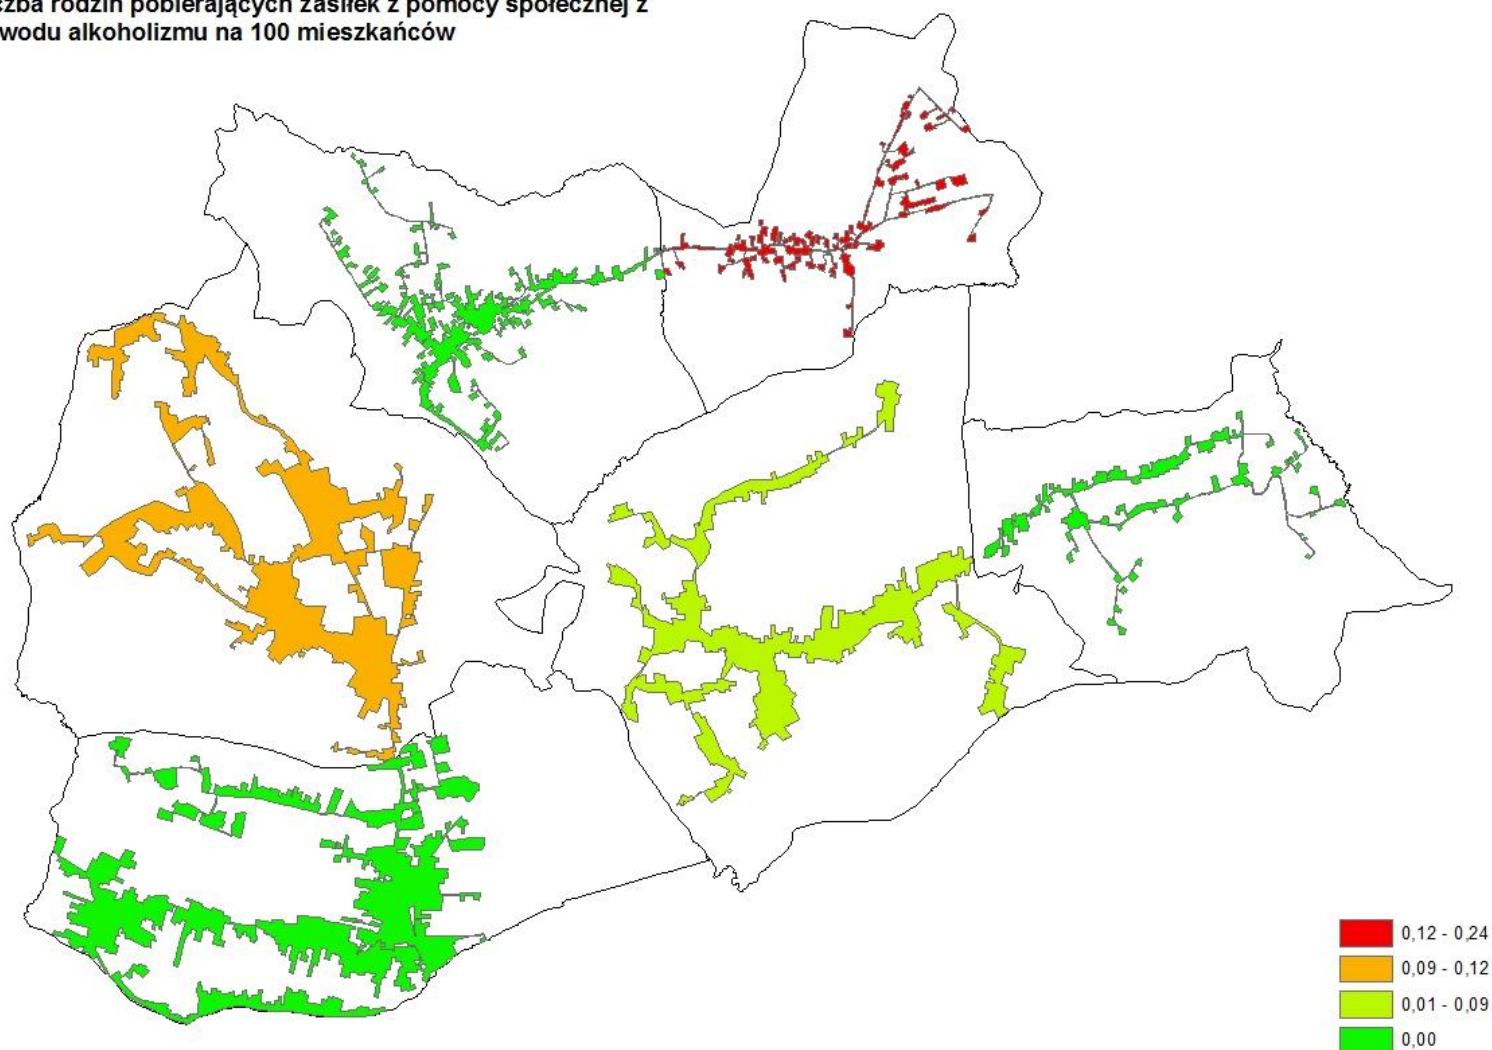 czba rodzin pobierających zasiłek z pomocy społecznej z
wodu alkoholizmu na 100 mieszkańców
0,12 - 0,24
0,09 - 0,12
0,01 - 0,09
0,00